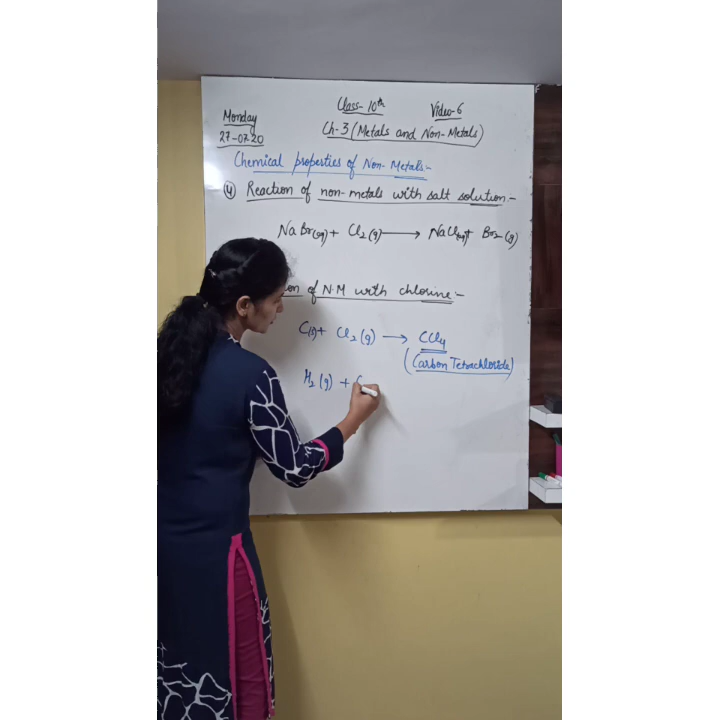 Class-10th Video-6
Monday
27-07-20
Ch-3 (Metals and Non-Metals)
Chemical properties of Non-Metals-
④ Reaction of non-metals with salt solution-
NaBr(aq) + Cl2(g) → NaCl(aq) + Br2(g)
of N.M with chlorine-
C(s) + Cl2(g) → CCl4
(Carbon Tetrachloride)
H2(g) +